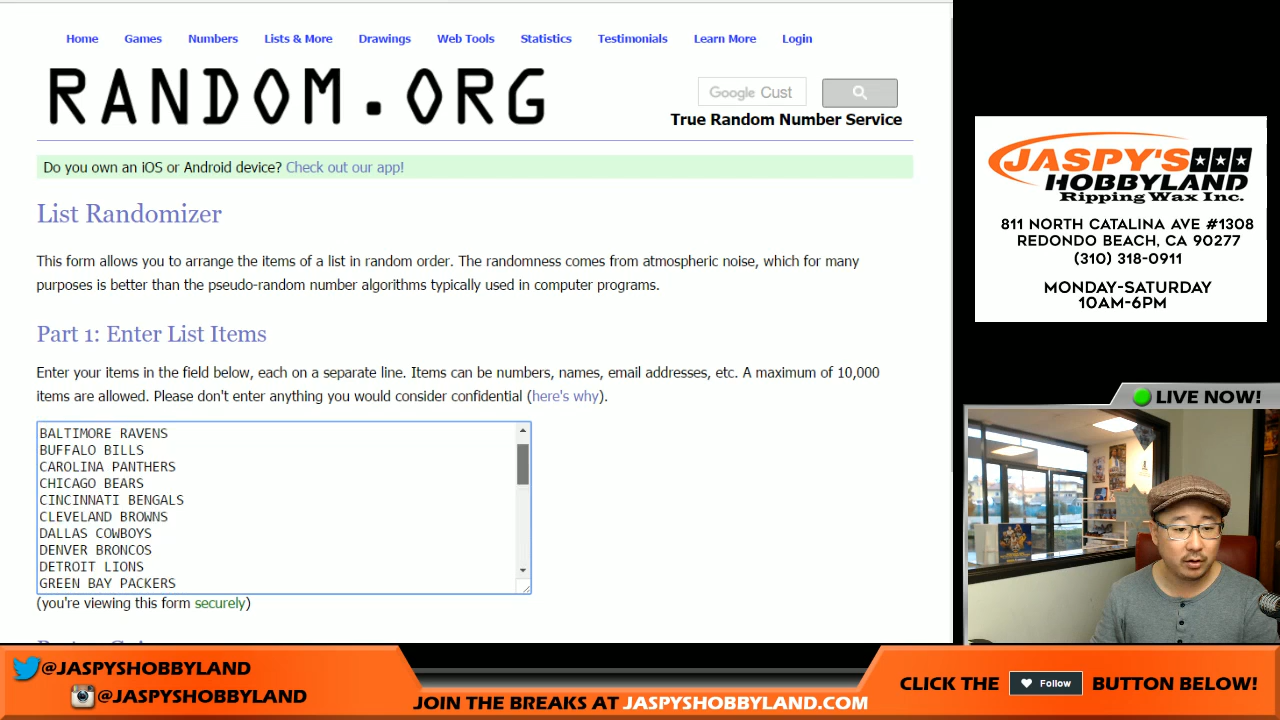 Home Games Numbers Lists & More Drawings Web Tools Statistics Testimonials Learn More Login
RANDOM.ORG
Google Cust
True Random Number Service
Do you own an iOS or Android device? Check out our app!
List Randomizer
This form allows you to arrange the items of a list in random order. The randomness comes from atmospheric noise, which for many
purposes is better than the pseudo-random number algorithms typically used in computer programs.
Part 1: Enter List Items
Enter your items in the field below, each on a separate line. Items can be numbers, names, email addresses, etc. A maximum of 10,000
items are allowed. Please don't enter anything you would consider confidential (here's why).
BALTIMORE RAVENS
BUFFALO BILLS
CAROLINA PANTHERS
CHICAGO BEARS
CINCINNATI BENGALS
CLEVELAND BROWNS
DALLAS COWBOYS
DENVER BRONCOS
DETROIT LIONS
GREEN BAY PACKERS
(you're viewing this form securely)
JASPY'S
HOBBYLAND
Ripping Wax Inc.
811 NORTH CATALINA AVE #1308
REDONDO BEACH, CA 90277
(310) 318-0911
MONDAY-SATURDAY
10AM-6PM
LIVE NOW!
@JASPYSHOBBYLAND
@JASPYSHOBBYLAND
JOIN THE BREAKS AT JASPYSHOBBYLAND.COM
CLICK THE Follow BUTTON BELOW!